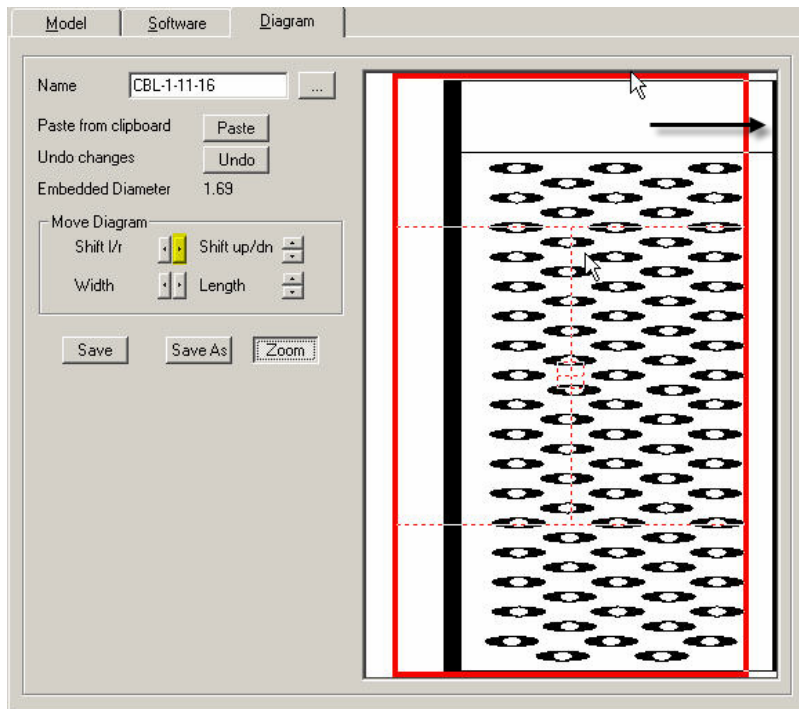 Model Software Diagram
Name CBL-1-11-16 ...
Paste from clipboard Paste
Undo changes Undo
Embedded Diameter 1.69
Move Diagram
Shift l/r Shift up/dn
Width Length
Save Save As Zoom